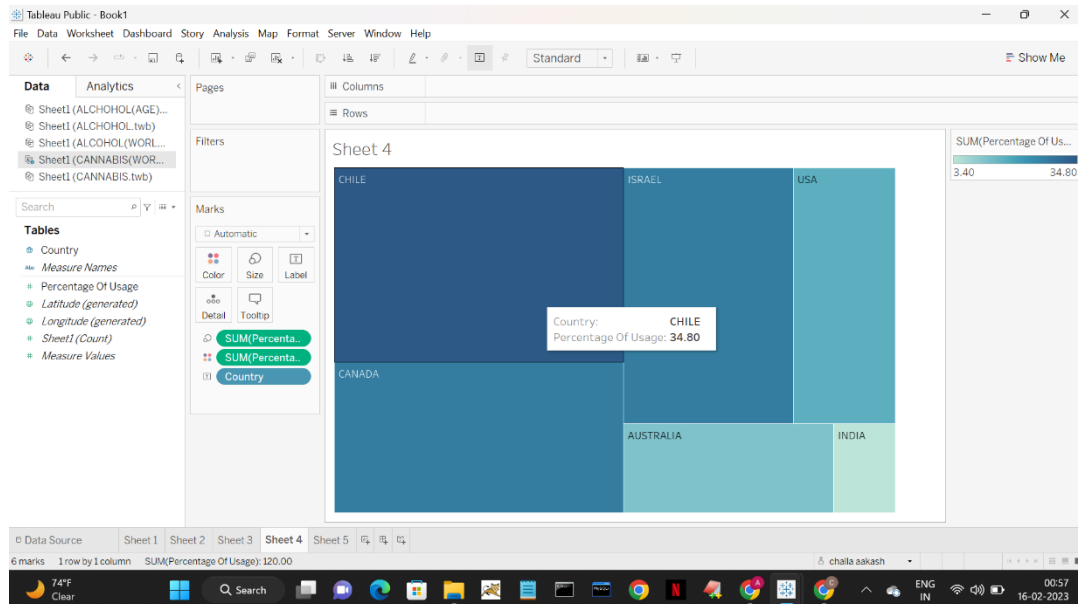 Tableau Public - Book1
File Data Worksheet Dashboard Story Analysis Map Format Server Window Help
Standard
Show Me
Data Analytics
Sheet1 (ALCHOHOL(AGE)...
Sheet1 (ALCHOHOL.twb)
Sheet1 (ALCOHOL(WORL...
Sheet1 (CANNABIS(WOR...
Sheet1 (CANNABIS.twb)
Search
Tables
Country
Abc Measure Names
# Percentage Of Usage
Latitude (generated)
Longitude (generated)
# Sheet1 (Count)
# Measure Values
Pages
Filters
Marks
Automatic
Color Size Label
Detail Tooltip
SUM(Percenta..
SUM(Percenta..
Country
Columns
Rows
Sheet 4
CHILE
ISRAEL
USA
Country: CHILE
Percentage Of Usage: 34.80
CANADA
AUSTRALIA
INDIA
SUM(Percentage Of Us...
3.40 34.80
Data Source Sheet 1 Sheet 2 Sheet 3 Sheet 4 Sheet 5
6 marks 1 row by 1 column SUM(Percentage Of Usage): 120.00
challa aakash
74°F
Clear
Search
ENG
IN
00:57
16-02-2023